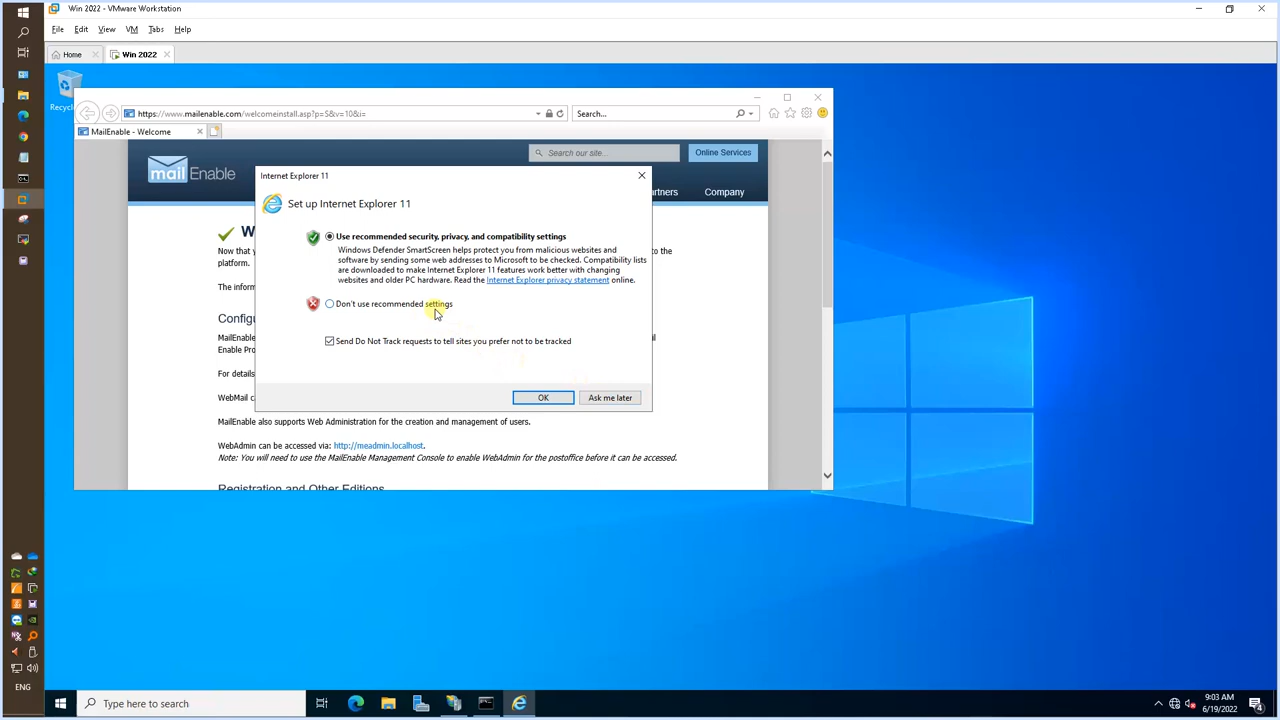 Win 2022 - VMware Workstation
File Edit View VM Tabs Help
Home
Win 2022
https://www.mailenable.com/welcomeinstall.asp?p=S&v=10&i=
Search...
MailEnable - Welcome
mailEnable
Search our site...
Online Services
Company
Internet Explorer 11
Set up Internet Explorer 11
W
Now that y
platform.
The inform
Use recommended security, privacy, and compatibility settings
Windows Defender SmartScreen helps protect you from malicious websites and
software by sending some web addresses to Microsoft to be checked. Compatibility lists
are downloaded to make Internet Explorer 11 features work better with changing
websites and older PC hardware. Read the Internet Explorer privacy statement online.
to the
Don't use recommended settings
Configu
MailEnable
Enable Pro
il
Send Do Not Track requests to tell sites you prefer not to be tracked
For details
WebMail ca
OK
Ask me later
MailEnable also supports Web Administration for the creation and management of users.
WebAdmin can be accessed via: http://meadmin.localhost.
Note: You will need to use the MailEnable Management Console to enable WebAdmin for the postoffice before it can be accessed.
Registration and Other Editions
ENG
Type here to search
9:03 AM
6/19/2022
4